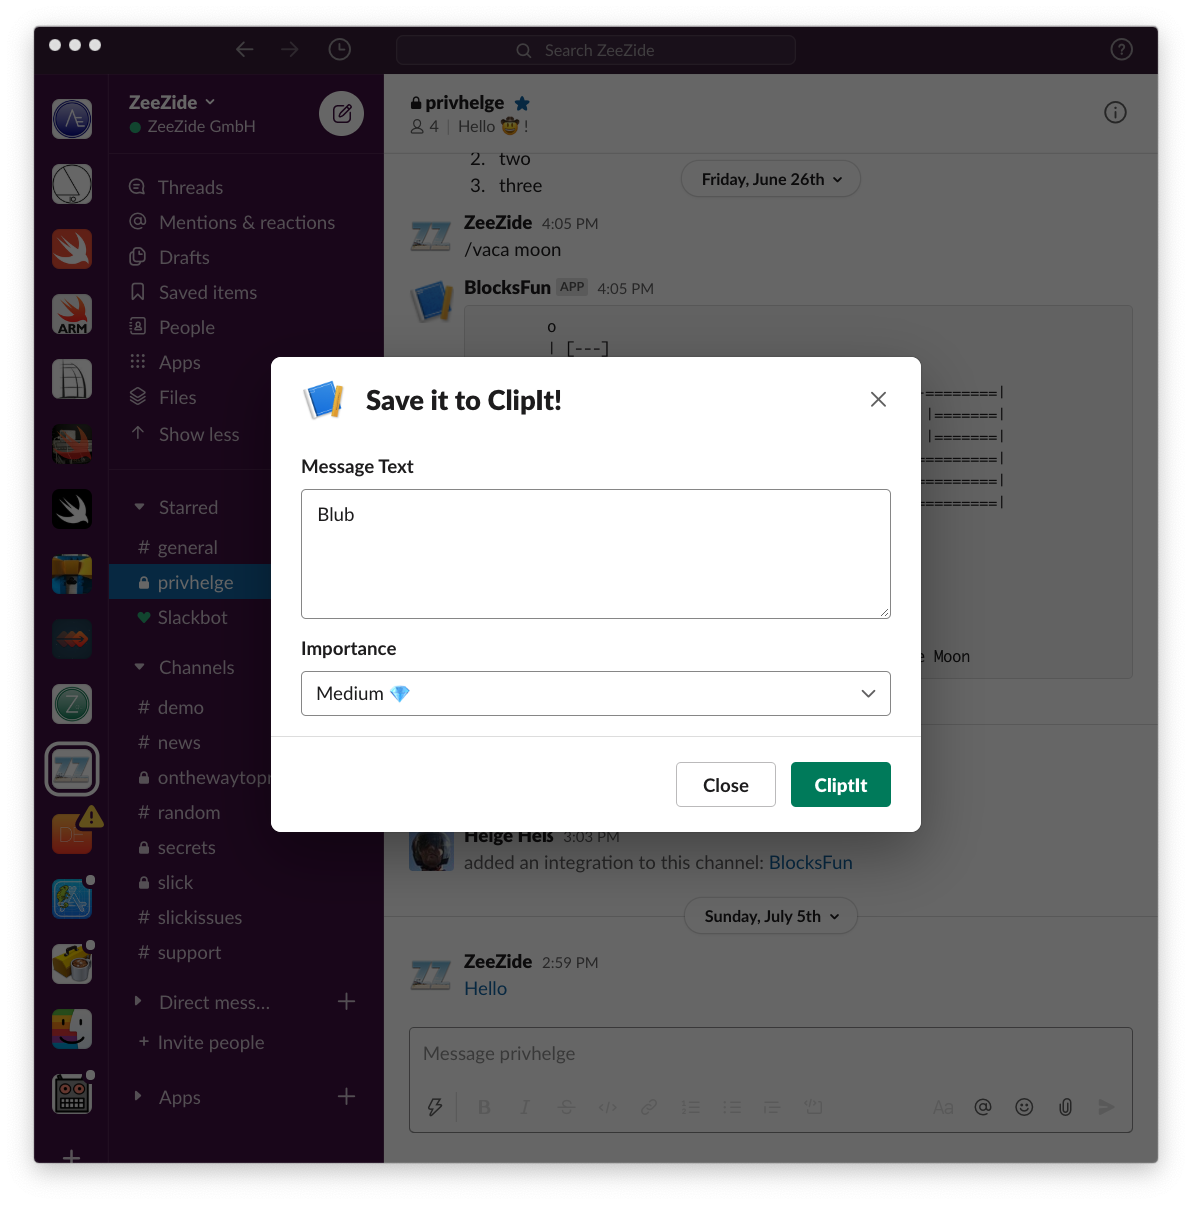 Search ZeeZide
ZeeZide
ZeeZide GmbH
Threads
Mentions & reactions
Drafts
Saved items
People
Apps
Files
Show less
Starred
# general
privhelge
Slackbot
Channels
# demo
# news
onthewaytopr
# random
secrets
slick
# slickissues
# support
Direct mess...
+ Invite people
Apps
ARM
DE
privhelge
4 | Hello 🤠 !
2. two
3. three
Friday, June 26th
ZeeZide 4:05 PM
/vaca moon
BlocksFun APP 4:05 PM
o
| [---]
-========|
|=======|
|=======|
=========|
=========|
=========|
Moon
Save it to ClipIt!
Message Text
Blub
Importance
Medium 💎
Close
CliptIt
Helge Heß 3:03 PM
added an integration to this channel: BlocksFun
Sunday, July 5th
ZeeZide 2:59 PM
Hello
Message privhelge
B I S </> Aa @